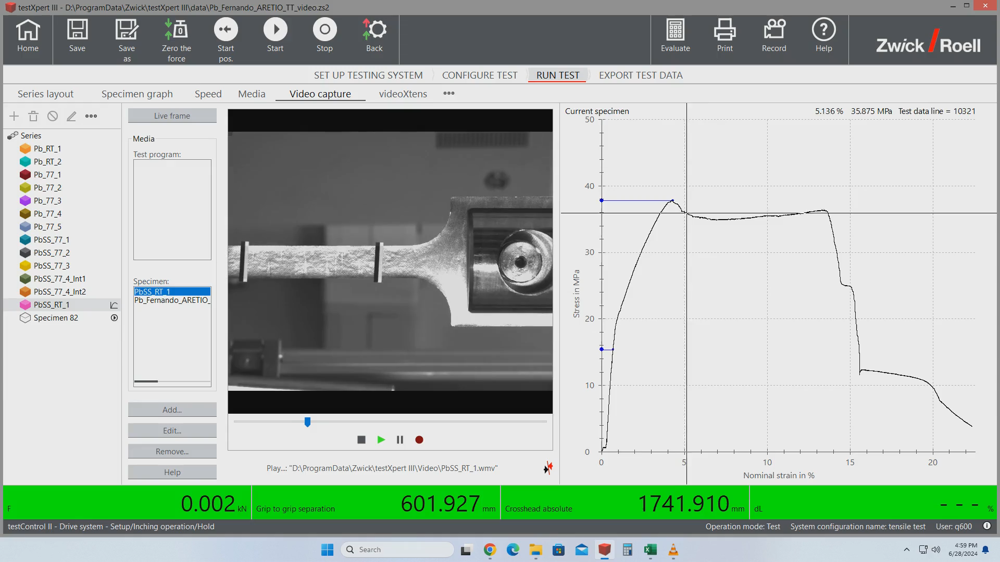 testXpert III - D:\ProgramData\Zwick\testXpert III\data\Pb_Fernando_ARETIO_TT_video.zs2
Home
Save
Save as
Zero the force
Start pos.
Start
Stop
Back
Evaluate
Print
Record
Help
Zwick / Roell
SET UP TESTING SYSTEM
CONFIGURE TEST
RUN TEST
EXPORT TEST DATA
Series layout
Specimen graph
Speed
Media
Video capture
videoXtens
Series
Pb_RT_1
Pb_RT_2
Pb_77_1
Pb_77_2
Pb_77_3
Pb_77_4
Pb_77_5
PbSS_77_1
PbSS_77_2
PbSS_77_3
PbSS_77_4_Int1
PbSS_77_4_Int2
PbSS_RT_1
Specimen 82
Live frame
Media
Test program:
Specimen:
PbSS_RT_1
Pb_Fernando_ARETIO_
Add...
Edit...
Remove...
Help
Play...: "D:\ProgramData\Zwick\testXpert III\Video\PbSS_RT_1.wmv"
Current specimen
5.136 % 35.875 MPa Test data line = 10321
50
40
30
20
10
0
Stress in MPa
0 5 10 15 20
Nominal strain in %
F 0.002 kN
Grip to grip separation 601.927 mm
Crosshead absolute 1741.910 mm
dL - - - %
testControl II - Drive system - Setup/Inching operation/Hold
Operation mode: Test
System configuration name: tensile test
User: q600
Search
4:59 PM
6/28/2024